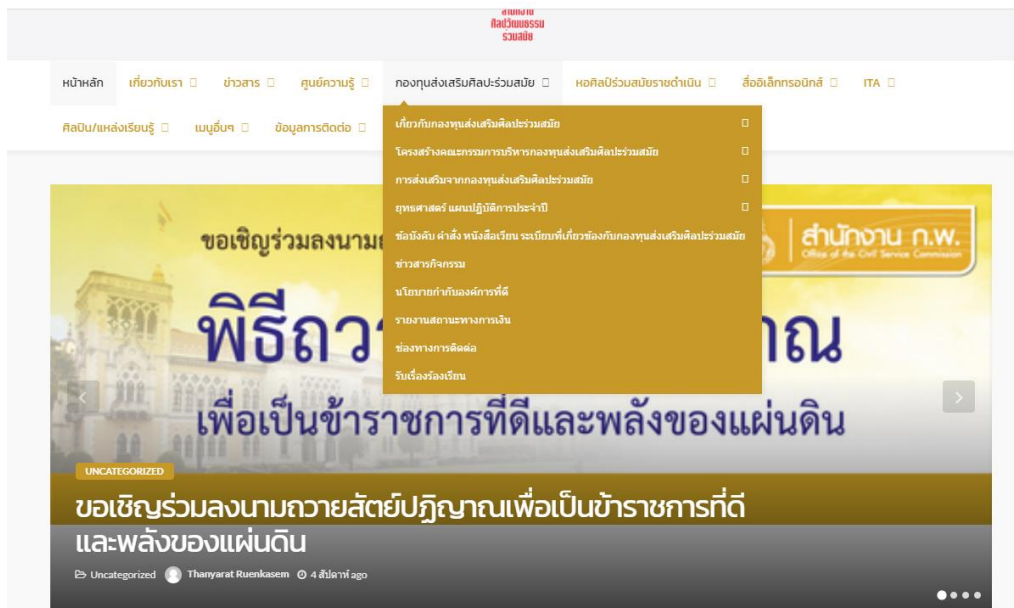 สำนักงาน
ศิลปวัฒนธรรม
ร่วมสมัย
หน้าหลัก เกี่ยวกับเรา ข่าวสาร ศูนย์ความรู้ กองทุนส่งเสริมศิลปะร่วมสมัย หอศิลป์ร่วมสมัยราชดำเนิน สื่ออิเล็กทรอนิกส์ ITA
ศิลปิน/แหล่งเรียนรู้ เมนูอื่นๆ ข้อมูลการติดต่อ
เกี่ยวกับกองทุนส่งเสริมศิลปะร่วมสมัย
โครงสร้างคณะกรรมการบริหารกองทุนส่งเสริมศิลปะร่วมสมัย
การส่งเสริมจากกองทุนส่งเสริมศิลปะร่วมสมัย
ยุทธศาสตร์ แผนปฏิบัติการประจำปี
ข้อบังคับ คำสั่ง หนังสือเวียน ระเบียบที่เกี่ยวข้องกับกองทุนส่งเสริมศิลปะร่วมสมัย
ข่าวสารกิจกรรม
นโยบายกำกับองค์การที่ดี
รายงานสถานะทางการเงิน
ช่องทางการติดต่อ
รับเรื่องร้องเรียน
ขอเชิญร่วมลงนาม
สำนักงาน ก.พ.
Office of the Civil Service Commission
พิธีถว
าณ
เพื่อเป็นข้าราชการที่ดีและพลังของแผ่นดิน
UNCATEGORIZED
ขอเชิญร่วมลงนามถวายสัตย์ปฏิญาณเพื่อเป็นข้าราชการที่ดี
และพลังของแผ่นดิน
Uncategorized Thanyarat Ruenkasem 4 สัปดาห์ ago